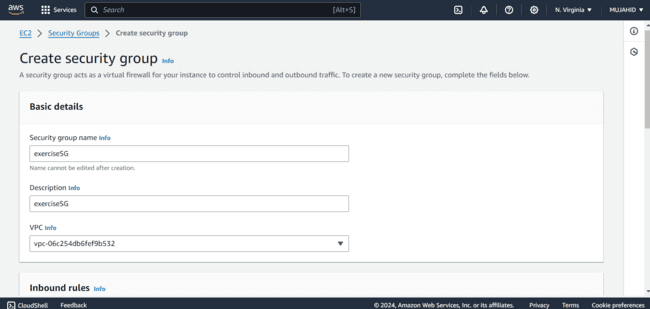 aws Services Search [Alt+S] N. Virginia MUJAHID
EC2 > Security Groups > Create security group
Create security group Info
A security group acts as a virtual firewall for your instance to control inbound and outbound traffic. To create a new security group, complete the fields below.
Basic details
Security group name Info
exerciseSG
Name cannot be edited after creation.
Description Info
exerciseSG
VPC Info
vpc-06c254db6fef9b532
Inbound rules Info
CloudShell Feedback © 2024, Amazon Web Services, Inc. or its affiliates. Privacy Terms Cookie preferences